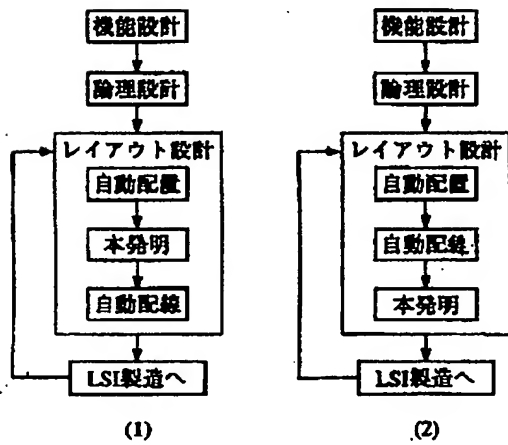 機能設計
論理設計
レイアウト設計
自動配置
本発明
自動配線
LSI製造へ
(1)
機能設計
論理設計
レイアウト設計
自動配置
自動配線
本発明
LSI製造へ
(2)